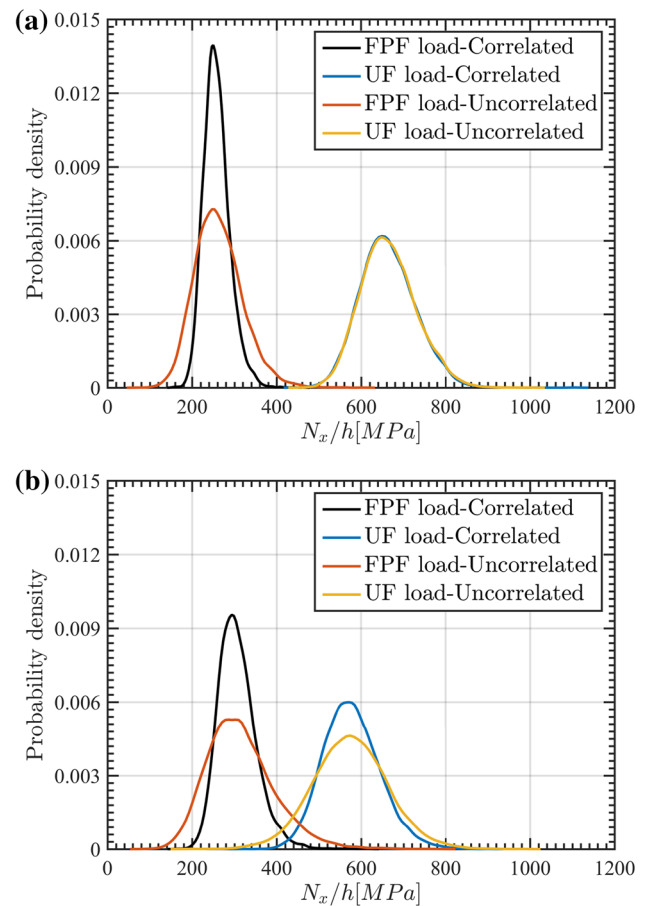 (a)
0.015
0.012
0.009
0.006
0.003
0
Probability density
FPF load-Correlated
UF load-Correlated
FPF load-Uncorrelated
UF load-Uncorrelated
0 200 400 600 800 1000 1200
N_x/h[MPa]
(b)
0.015
0.012
0.009
0.006
0.003
0
Probability density
FPF load-Correlated
UF load-Correlated
FPF load-Uncorrelated
UF load-Uncorrelated
0 200 400 600 800 1000 1200
N_x/h[MPa]